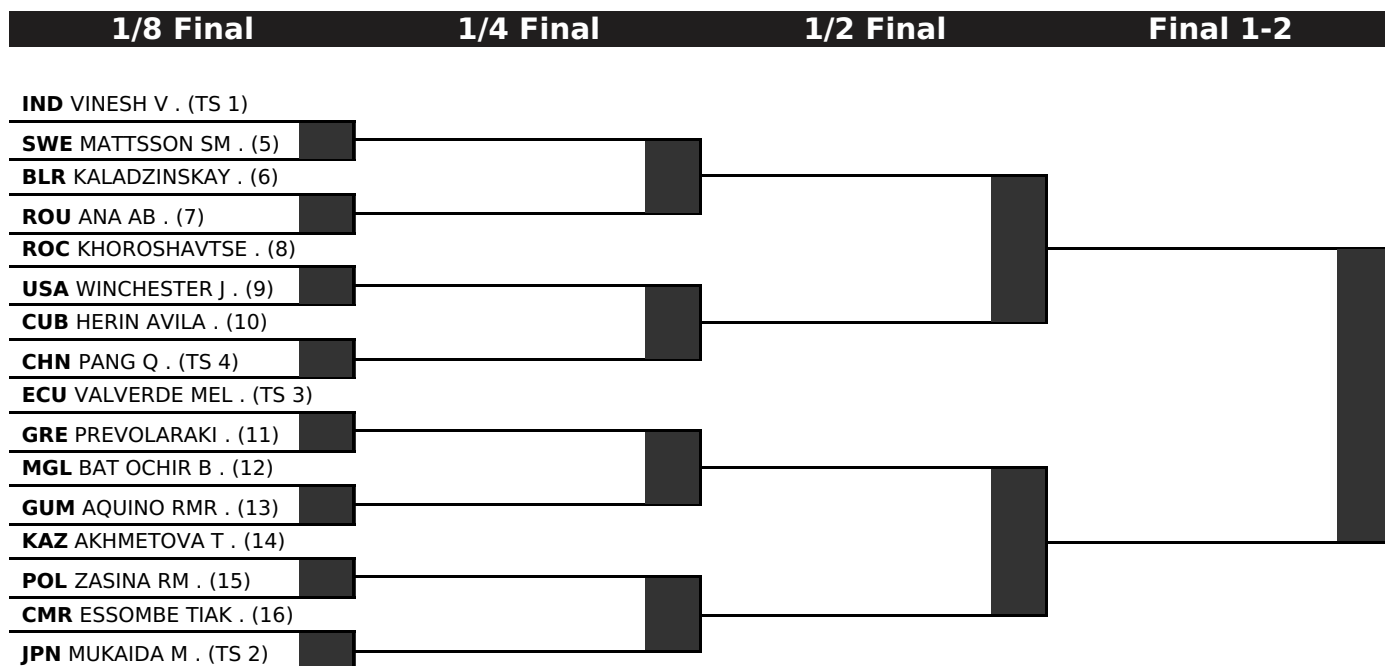 1/8 Final 1/4 Final 1/2 Final Final 1-2
IND VINESH V . (TS 1)
SWE MATTSSON SM . (5)
BLR KALADZINSKAY . (6)
ROU ANA AB . (7)
ROC KHOROSHAVTSE . (8)
USA WINCHESTER J . (9)
CUB HERIN AVILA . (10)
CHN PANG Q . (TS 4)
ECU VALVERDE MEL . (TS 3)
GRE PREVOLARAKI . (11)
MGL BAT OCHIR B . (12)
GUM AQUINO RMR . (13)
KAZ AKHMETOVA T . (14)
POL ZASINA RM . (15)
CMR ESSOMBE TIAK . (16)
JPN MUKAIDA M . (TS 2)